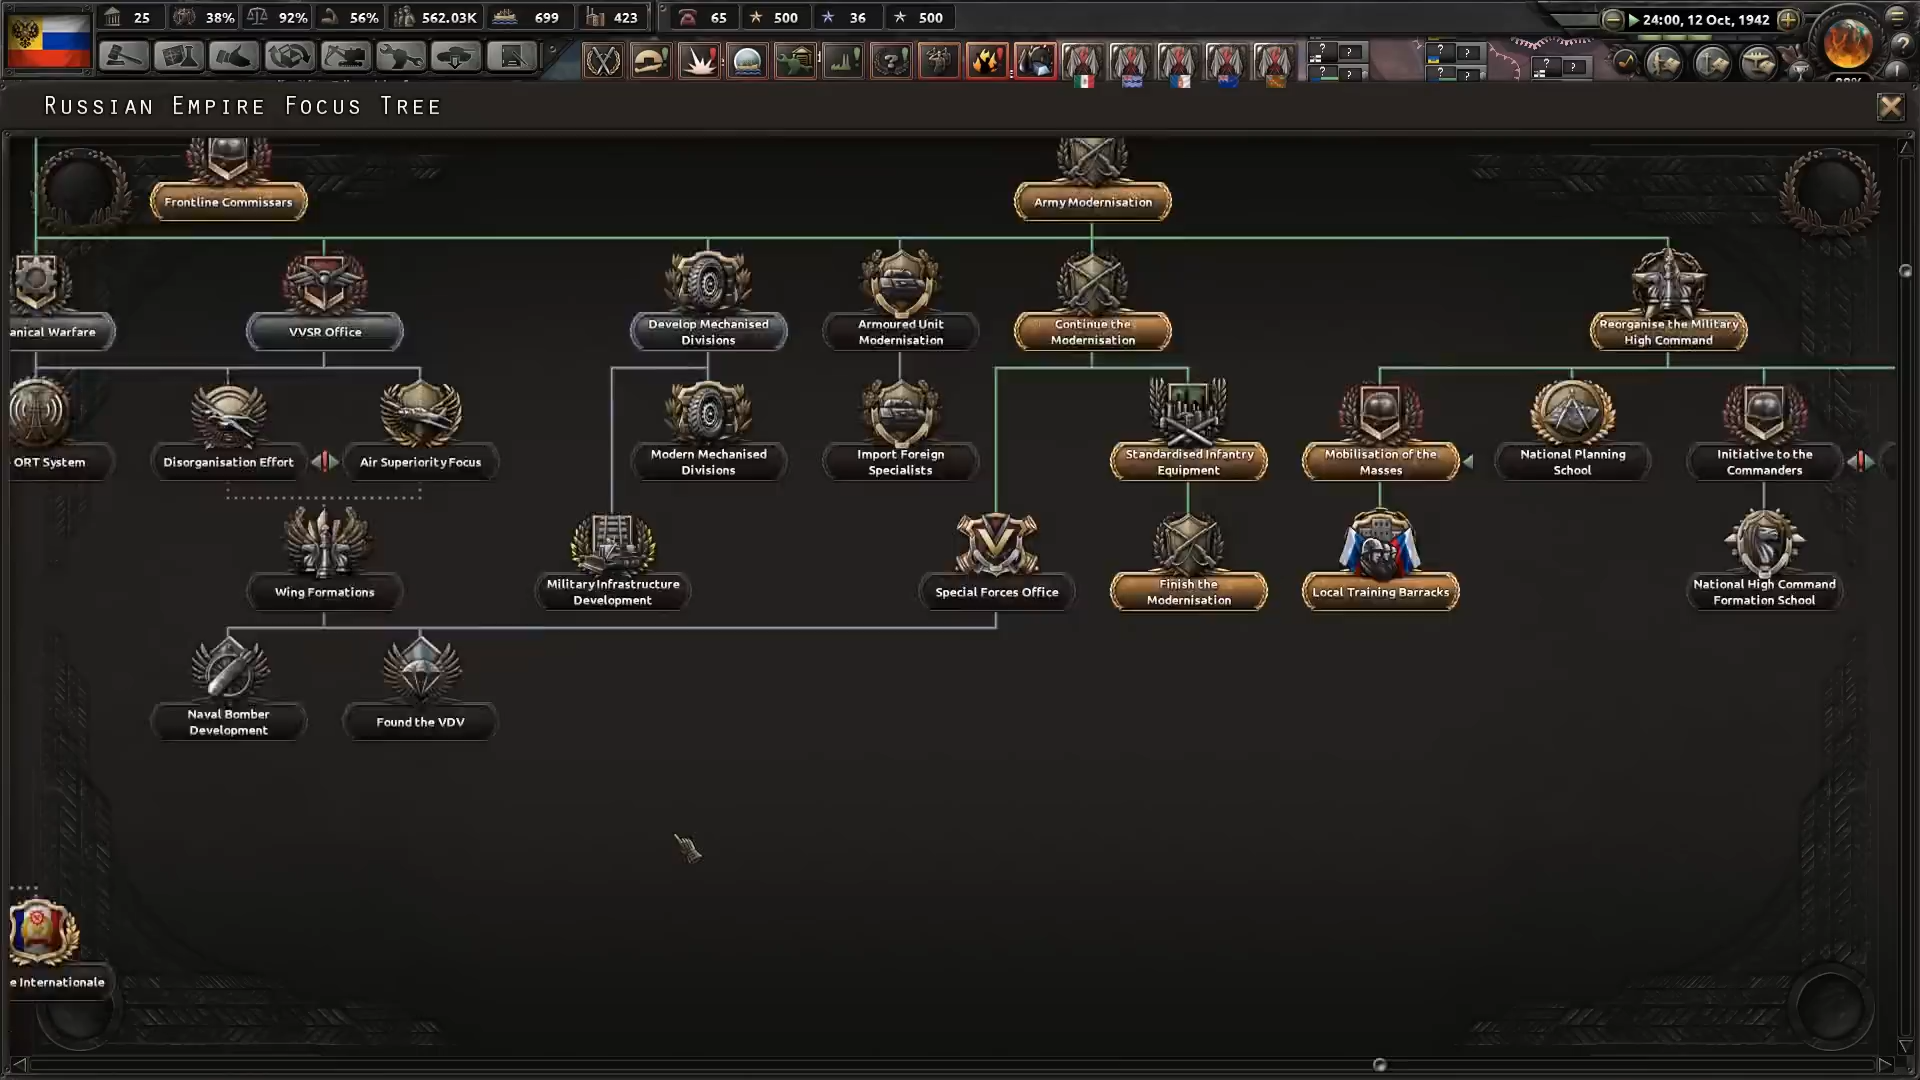 25
38%
92%
56%
562.03K
699
423
65
500
36
500
24:00, 12 Oct, 1942
Russian Empire Focus Tree
Frontline Commissars
Army Modernisation
anical Warfare
VVSR Office
Develop Mechanised
Divisions
Armoured Unit
Modernisation
Continue the
Modernisation
Reorganise the Military
High Command
ORT System
Disorganisation Effort
Air Superiority Focus
Modern Mechanised
Divisions
Import Foreign
Specialists
Standardised Infantry
Equipment
Mobilisation of the
Masses
National Planning
School
Initiative to the
Commanders
Wing Formations
Military Infrastructure
Development
Special Forces Office
Finish the
Modernisation
Local Training Barracks
National High Command
Formation School
Naval Bomber
Development
Found the VDV
e Internationale